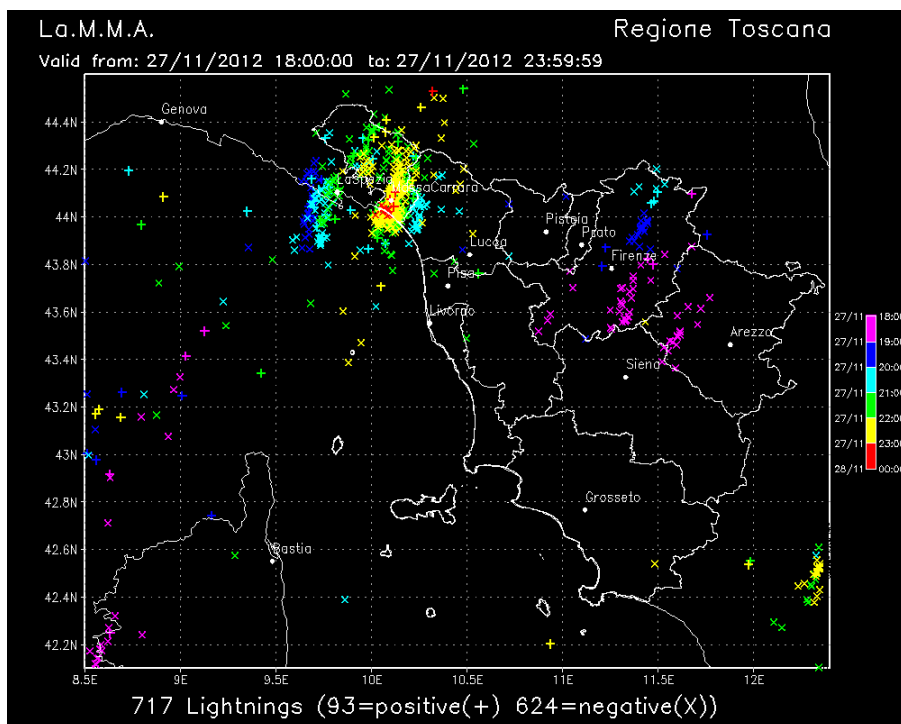 La.M.M.A.
Regione Toscana
Valid from: 27/11/2012 18:00:00 to: 27/11/2012 23:59:59
44.4N
Genova
44.2N
LaSpezia
MassaCarrara
44N
Pistoia
Prato
Lucca
Firenze
43.8N
Pisa
43.6N
Livorno
Arezzo
43.4N
Siena
43.2N
43N
42.8N
Grosseto
42.6N
Bastia
42.4N
42.2N
27/11 18:00
27/11 19:00
27/11 20:00
27/11 21:00
27/11 22:00
27/11 23:00
28/11 00:00
8.5E 9E 9.5E 10E 10.5E 11E 11.5E 12E
717 Lightnings (93=positive(+) 624=negative(X))